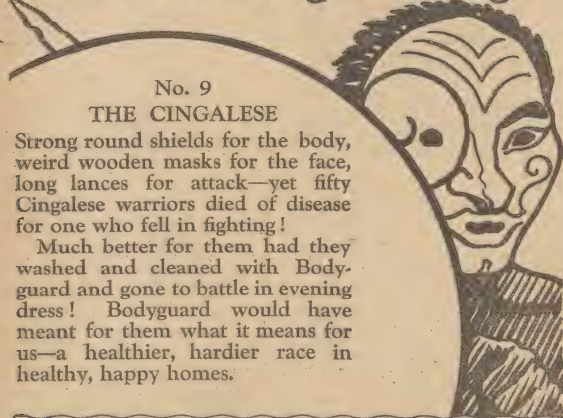 No. 9
THE CINGALESE
Strong round shields for the body,
weird wooden masks for the face,
long lances for attack—yet fifty
Cingalese warriors died of disease
for one who fell in fighting!
Much better for them had they
washed and cleaned with Body-
guard and gone to battle in evening
dress! Bodyguard would have
meant for them what it means for
us—a healthier, hardier race in
healthy, happy homes.